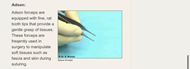 Adson:
Adson forceps are
equipped with fine, rat
tooth tips that provide a
gentle grasp of tissues.
These forceps are
frequently used in
surgery to manipulate
soft tissues such as
fascia and skin during
suturing.